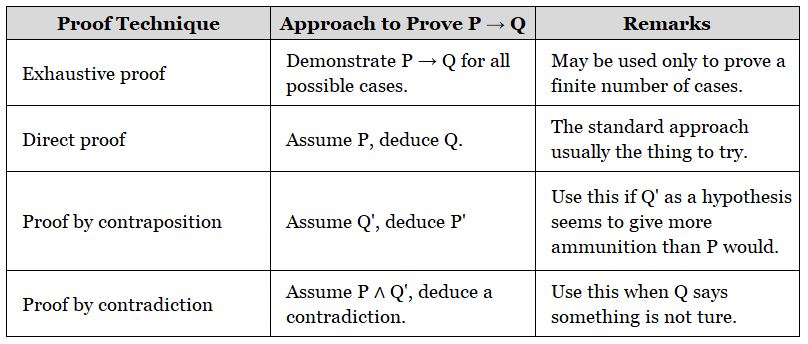 Proof Technique
Approach to Prove P → Q
Remarks
Exhaustive proof
Demonstrate P → Q for all
possible cases.
May be used only to prove a
finite number of cases.
Direct proof
Assume P, deduce Q.
The standard approach
usually the thing to try.
Proof by contraposition
Assume Q', deduce P'
Use this if Q' as a hypothesis
seems to give more
ammunition than P would.
Proof by contradiction
Assume P ∧ Q', deduce a
contradiction.
Use this when Q says
something is not ture.